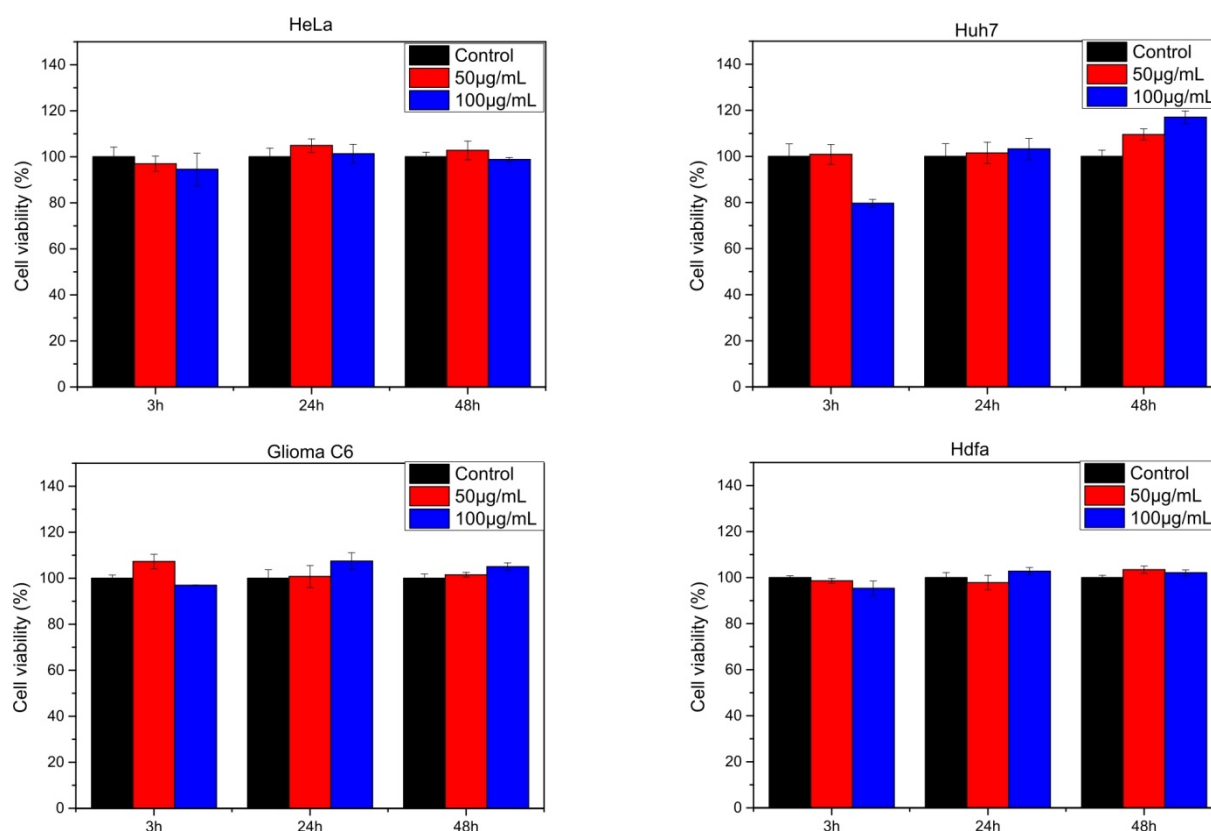 HeLa
Control
50µg/mL
100µg/mL
Cell viability (%)
140
120
100
80
60
40
20
0
3h
24h
48h
Huh7
Control
50µg/mL
100µg/mL
Cell viability (%)
140
120
100
80
60
40
20
0
3h
24h
48h
Glioma C6
Control
50µg/mL
100µg/mL
Cell viability (%)
140
120
100
80
60
40
20
0
3h
24h
48h
Hdfa
Control
50µg/mL
100µg/mL
Cell viability (%)
140
120
100
80
60
40
20
0
3h
24h
48h